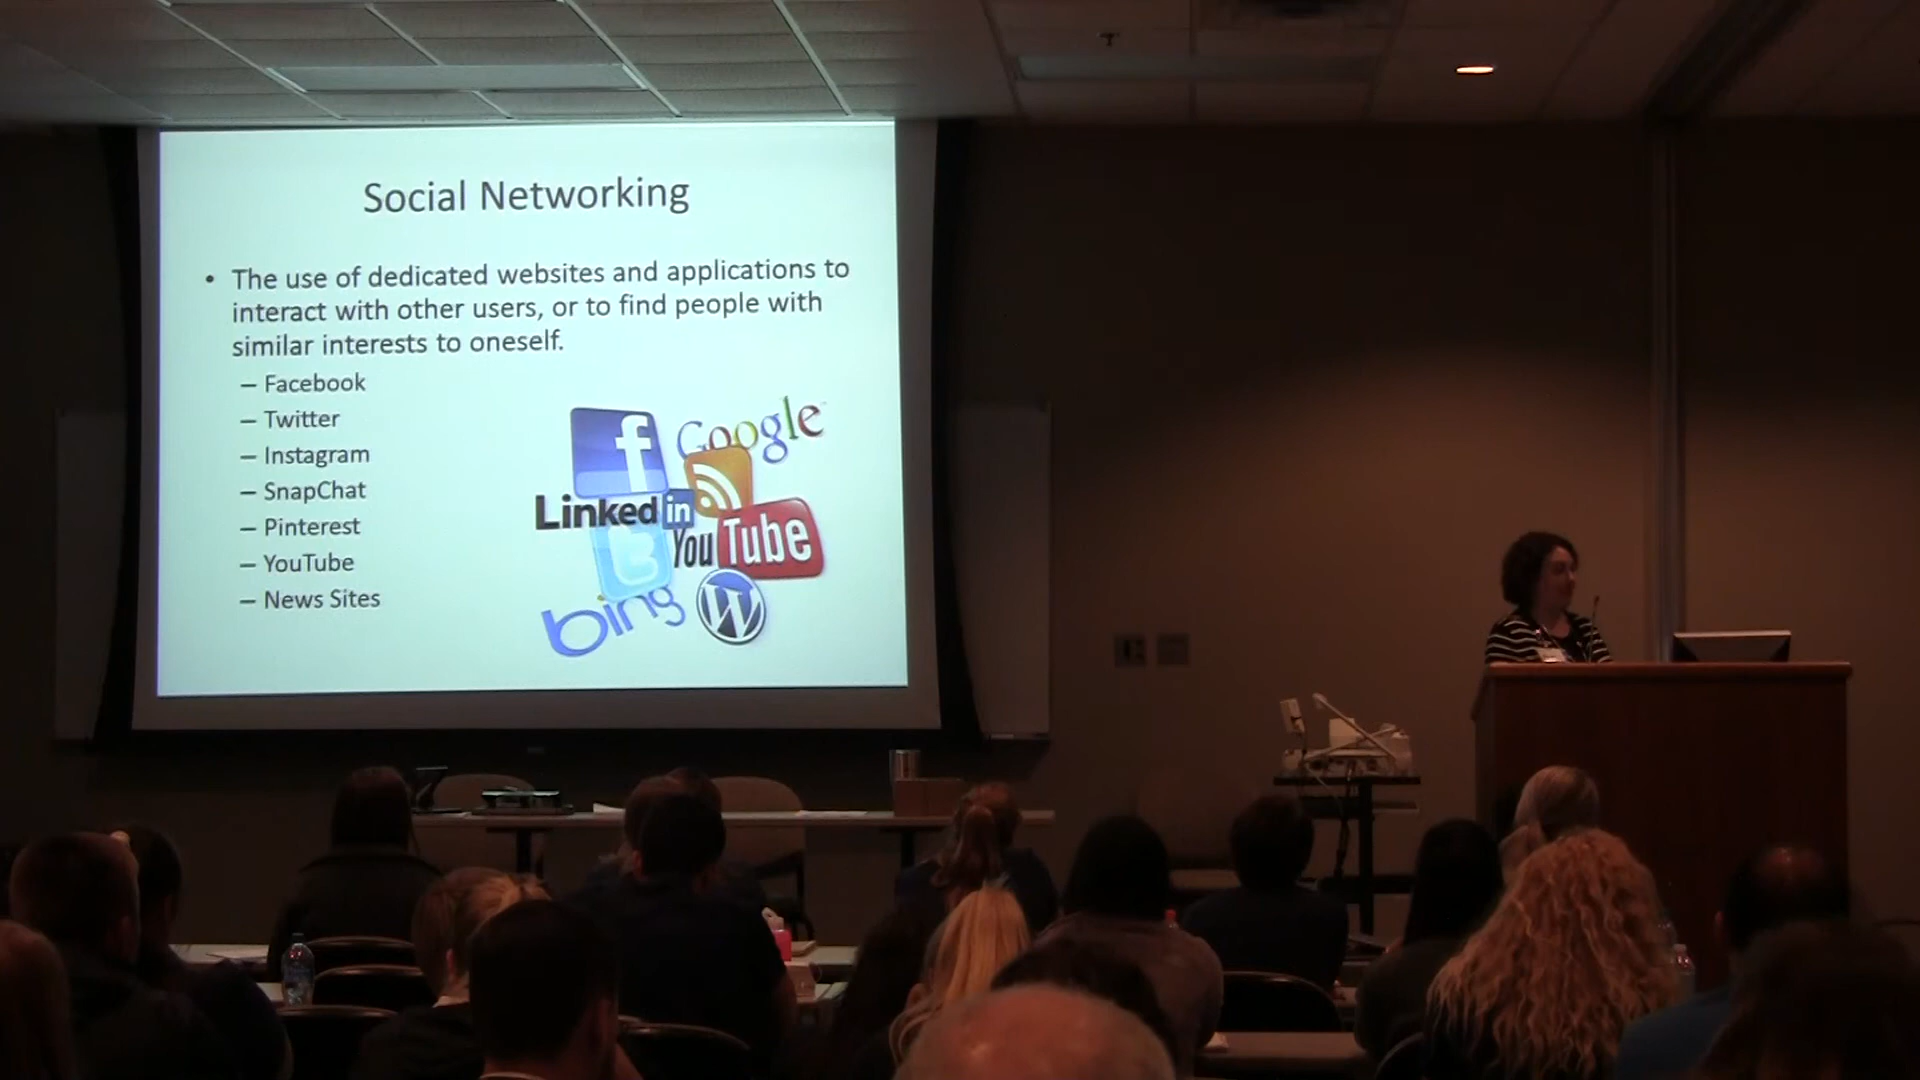 Social Networking
• The use of dedicated websites and applications to
interact with other users, or to find people with
similar interests to oneself.
– Facebook
– Twitter
– Instagram
– SnapChat
– Pinterest
– YouTube
– News Sites
f
Google
Linked in
You Tube
t
bing
W